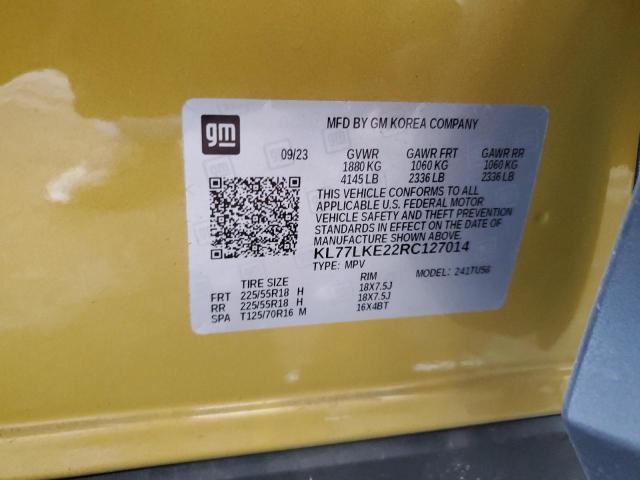 gm
MFD BY GM KOREA COMPANY
09/23 GVWR GAWR FRT GAWR RR
1880 KG 1060 KG 1060 KG
4145 LB 2336 LB 2336 LB
THIS VEHICLE CONFORMS TO ALL
APPLICABLE U.S. FEDERAL MOTOR
VEHICLE SAFETY AND THEFT PREVENTION
STANDARDS IN EFFECT ON THE DATE OF
MANUFACTURE SHOWN ABOVE.
KL77LKE22RC127014
TYPE: MPV MODEL: 241TU56
TIRE SIZE RIM
FRT 225/55R18 H 18X7.5J
RR 225/55R18 H 18X7.5J
SPA T125/70R16 M 16X4BT